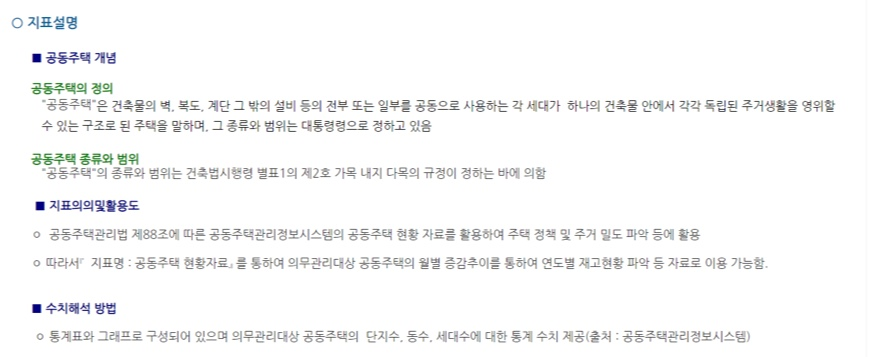 ○ 지표설명
■ 공동주택 개념
공동주택의 정의
"공동주택"은 건축물의 벽, 복도, 계단 그 밖의 설비 등의 전부 또는 일부를 공동으로 사용하는 각 세대가 하나의 건축물 안에서 각각 독립된 주거생활을 영위할
수 있는 구조로 된 주택을 말하며, 그 종류와 범위는 대통령령으로 정하고 있음
공동주택 종류와 범위
"공동주택"의 종류와 범위는 건축법시행령 별표1의 제2호 가목 내지 다목의 규정이 정하는 바에 의함
■ 지표의의및활용도
○ 공동주택관리법 제88조에 따른 공동주택관리정보시스템의 공동주택 현황 자료를 활용하여 주택 정책 및 주거 밀도 파악 등에 활용
○ 따라서『 지표명 : 공동주택 현황자료』를 통하여 의무관리대상 공동주택의 월별 증감추이를 통하여 연도별 재고현황 파악 등 자료로 이용 가능함.
■ 수치해석 방법
○ 통계표와 그래프로 구성되어 있으며 의무관리대상 공동주택의 단지수, 동수, 세대수에 대한 통계 수치 제공(출처 : 공동주택관리정보시스템)